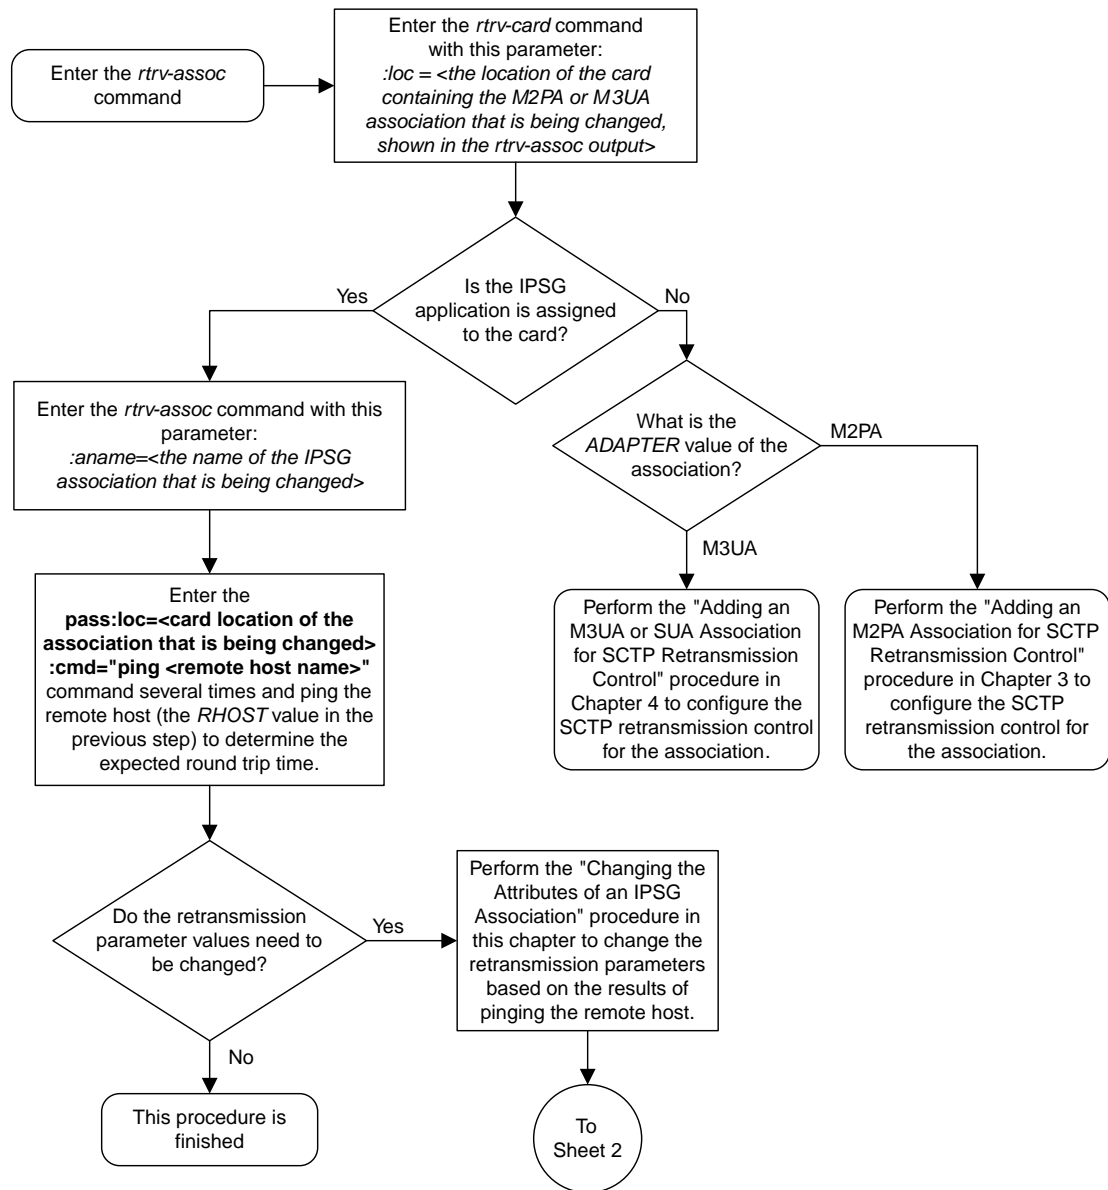 Enter the rtrv-assoc
command
Enter the rtrv-card command
with this parameter:
:loc = <the location of the card
containing the M2PA or M3UA
association that is being changed,
shown in the rtrv-assoc output>
Is the IPSG
application is assigned
to the card?
Yes
No
Enter the rtrv-assoc command with this
parameter:
:aname=<the name of the IPSG
association that is being changed>
What is the
ADAPTER value of the
association?
M2PA
M3UA
Enter the
pass:loc=<card location of the
association that is being changed>
:cmd="ping <remote host name>"
command several times and ping the
remote host (the RHOST value in the
previous step) to determine the
expected round trip time.
Perform the "Adding an
M3UA or SUA Association
for SCTP Retransmission
Control" procedure in
Chapter 4 to configure the
SCTP retransmission control
for the association.
Perform the "Adding an
M2PA Association for SCTP
Retransmission Control"
procedure in Chapter 3 to
configure the SCTP
retransmission control for
the association.
Do the retransmission
parameter values need to
be changed?
Yes
No
Perform the "Changing the
Attributes of an IPSG
Association" procedure in
this chapter to change the
retransmission parameters
based on the results of
pinging the remote host.
This procedure is
finished
To
Sheet 2